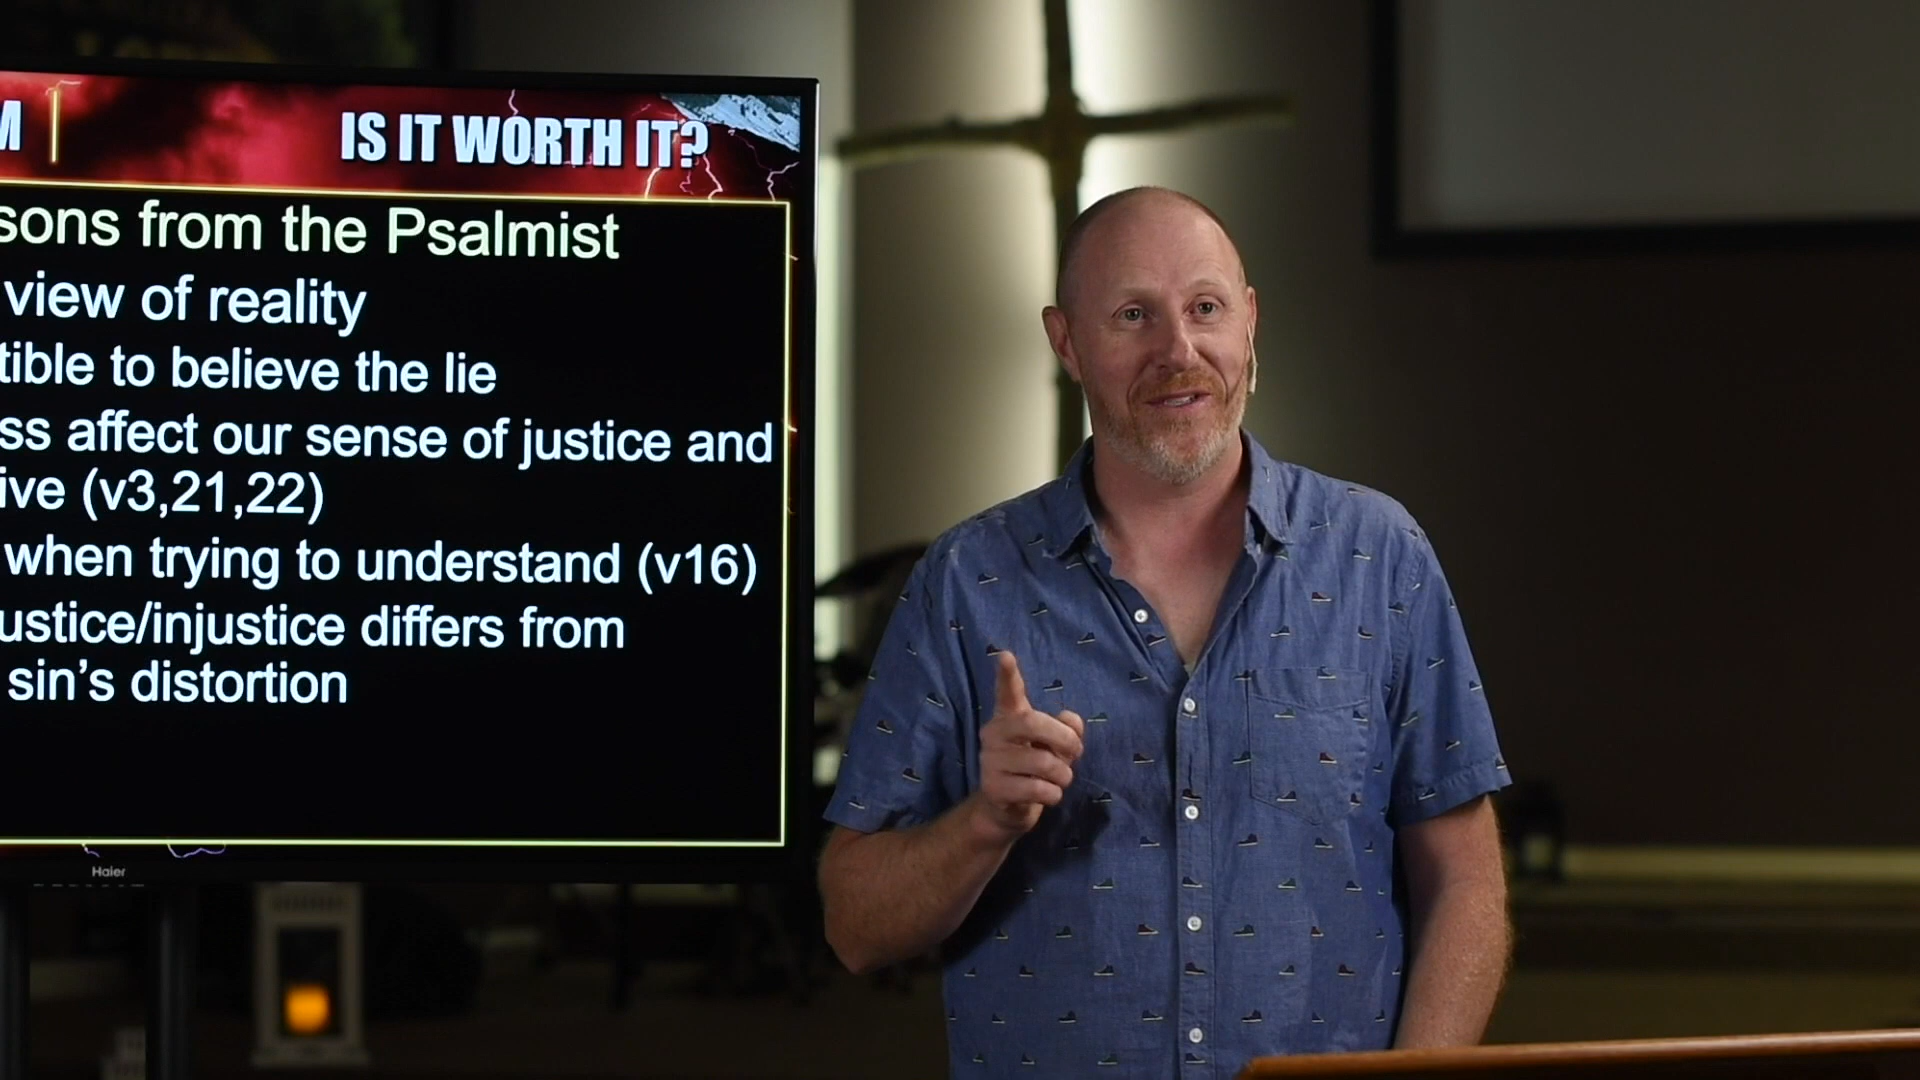 M
IS IT WORTH IT?
sons from the Psalmist
view of reality
tible to believe the lie
ss affect our sense of justice and
ive (v3,21,22)
when trying to understand (v16)
ustice/injustice differs from
sin's distortion
Haier